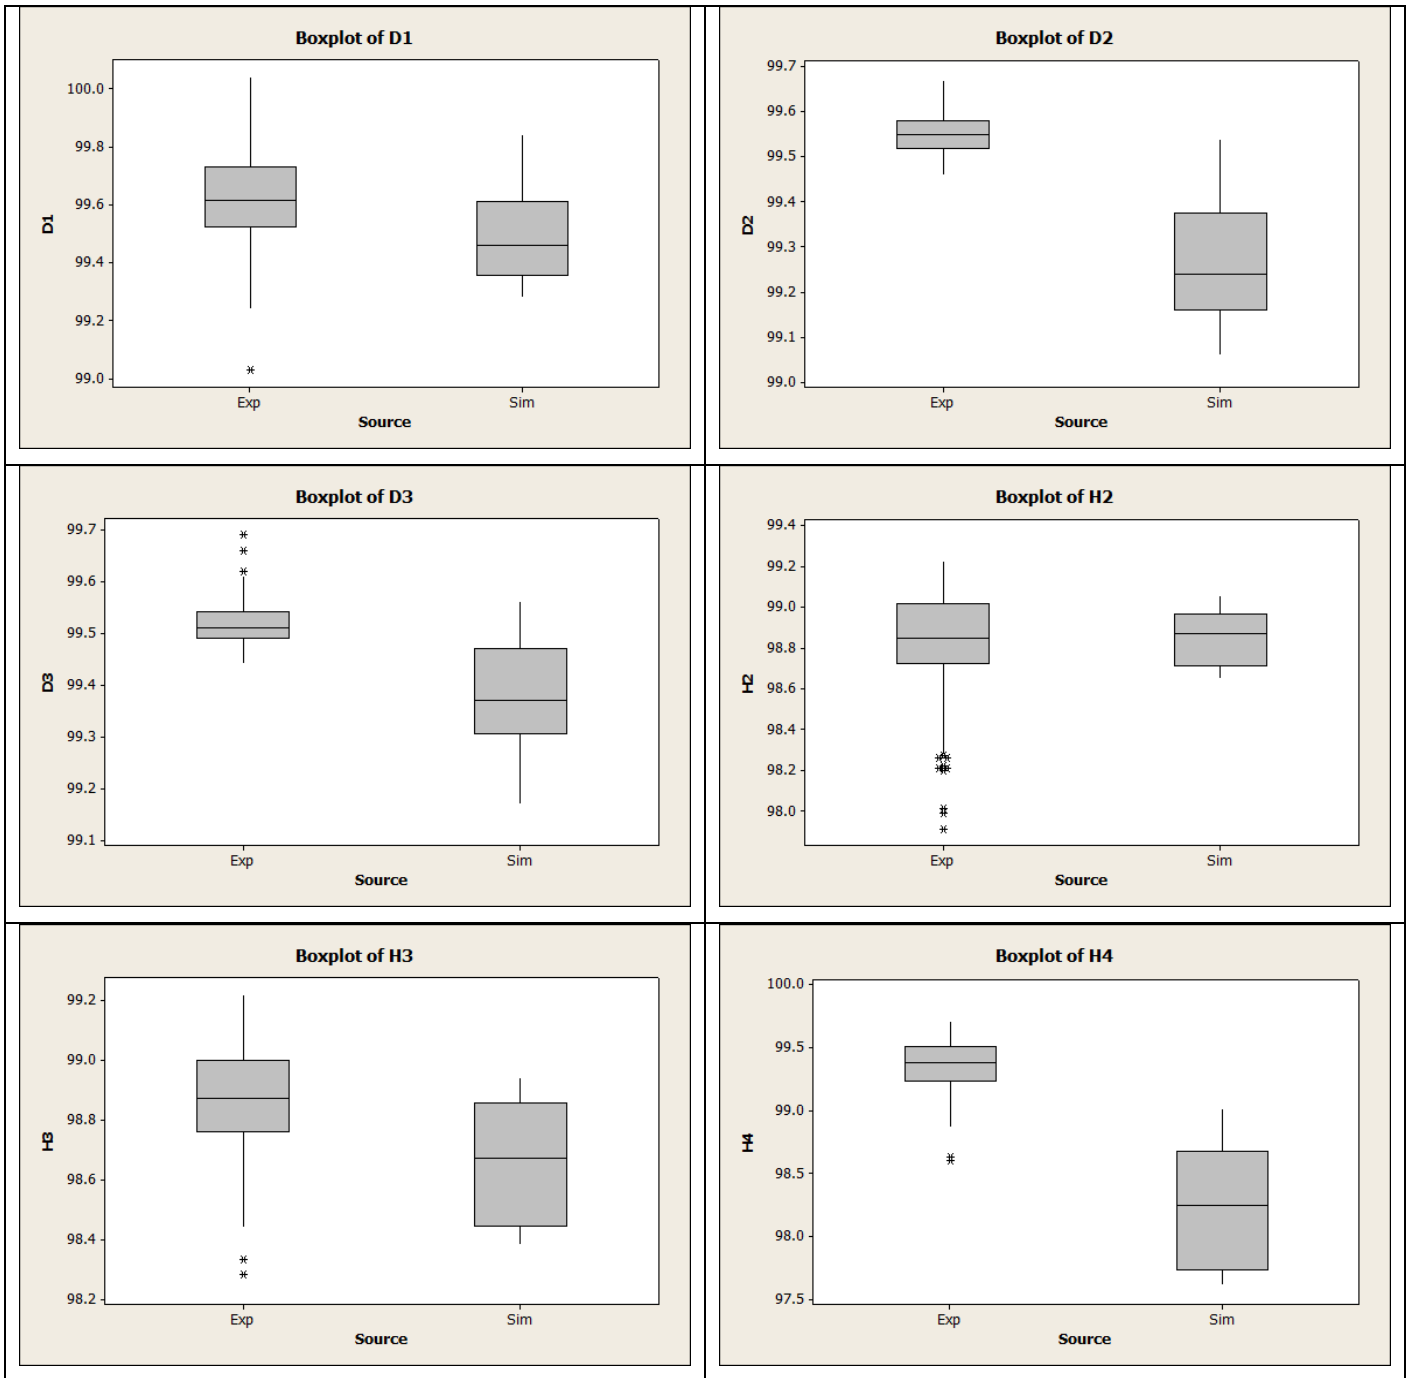 Boxplot of D1
100.0
99.8
99.6
99.4
99.2
99.0
D1
Exp Sim
Source
Boxplot of D2
99.7
99.6
99.5
99.4
99.3
99.2
99.1
99.0
D2
Exp Sim
Source
Boxplot of D3
99.7
99.6
99.5
99.4
99.3
99.2
99.1
D3
Exp Sim
Source
Boxplot of H2
99.4
99.2
99.0
98.8
98.6
98.4
98.2
98.0
H2
Exp Sim
Source
Boxplot of H3
99.2
99.0
98.8
98.6
98.4
98.2
H3
Exp Sim
Source
Boxplot of H4
100.0
99.5
99.0
98.5
98.0
97.5
H4
Exp Sim
Source